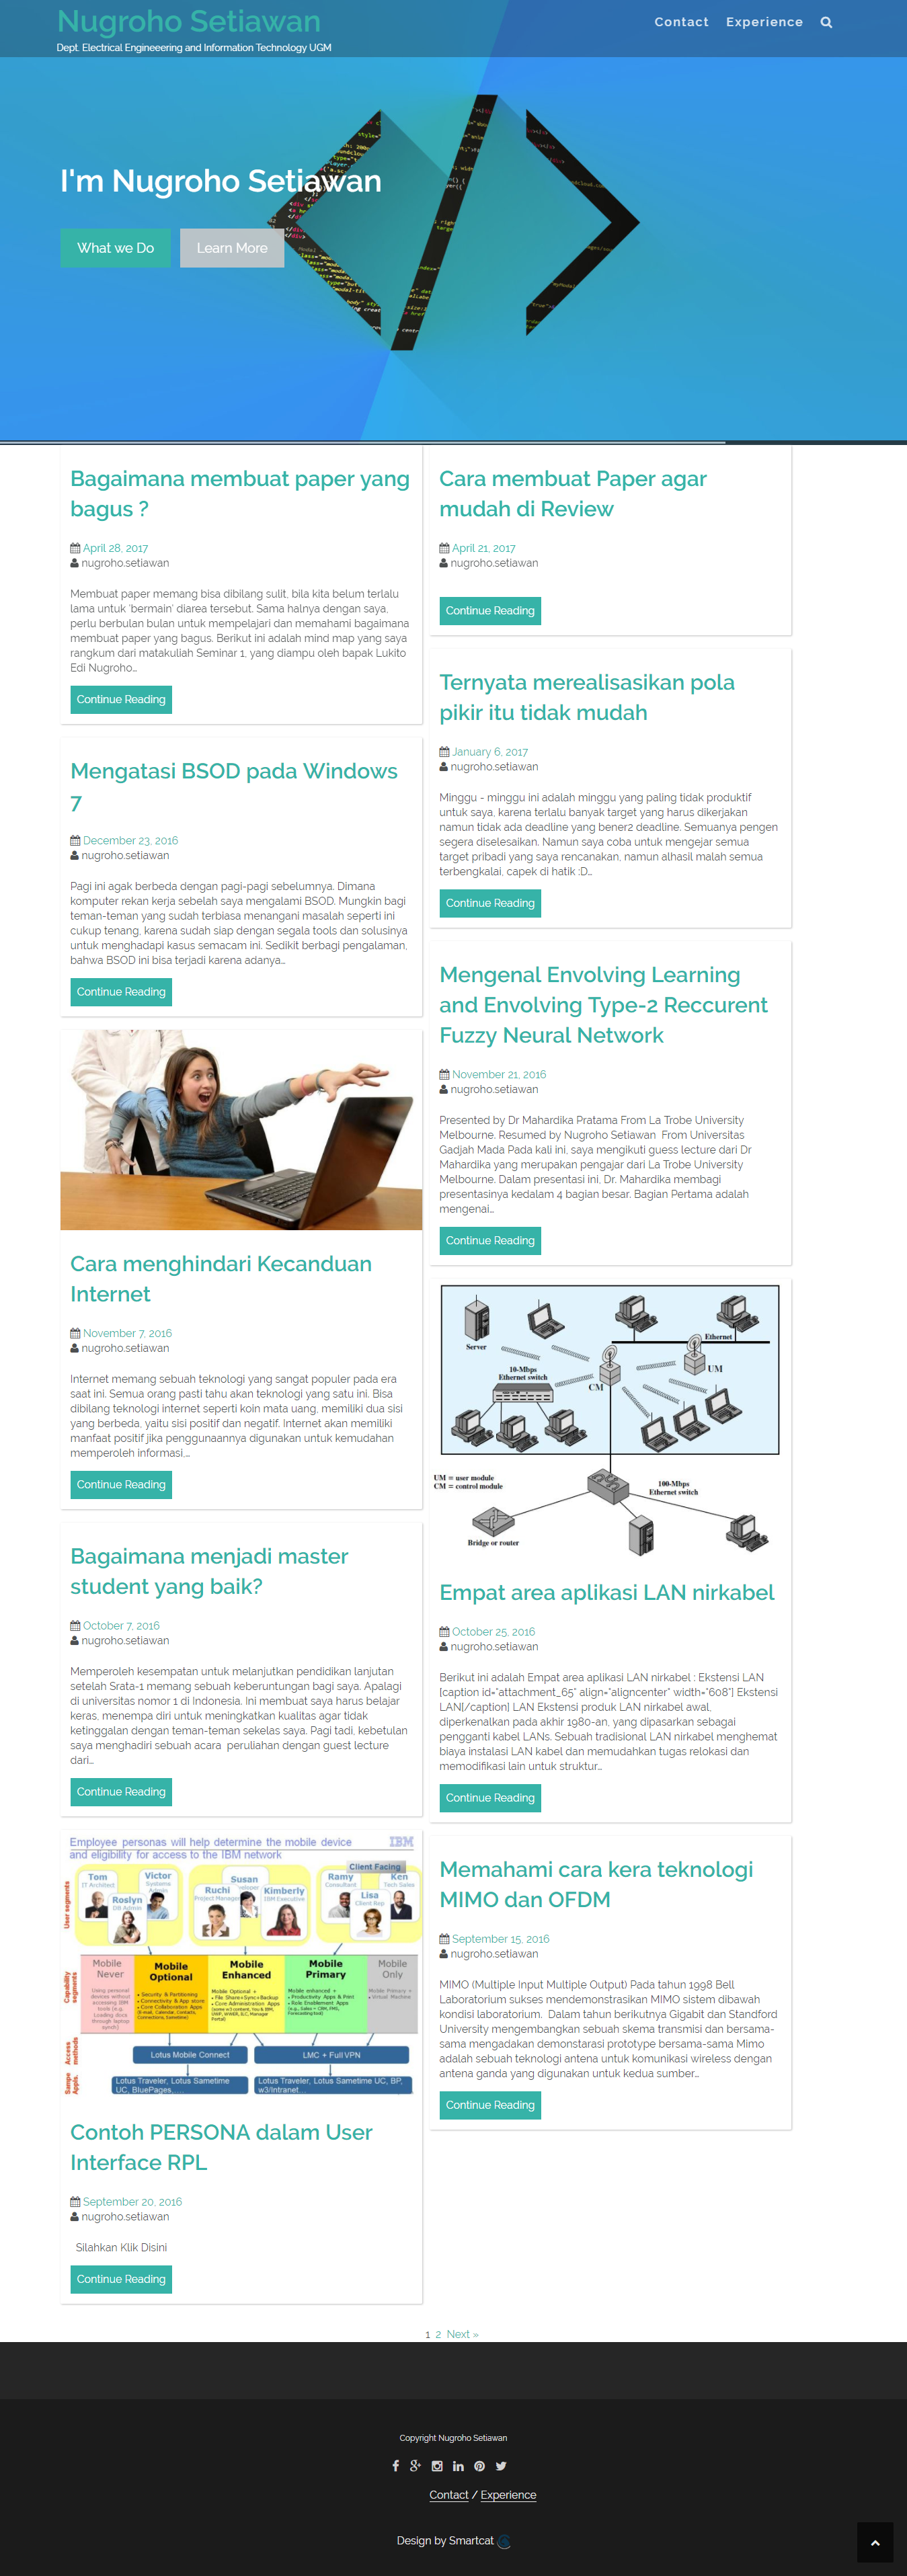 Nugroho Setiawan
Dept. Electrical Engineeering and Information Technology UGM
Contact Experience
I'm Nugroho Setiawan
What we Do Learn More
Bagaimana membuat paper yang
bagus ?
April 28, 2017
nugroho.setiawan
Membuat paper memang bisa dibilang sulit, bila kita belum terlalu
lama untuk 'bermain' diarea tersebut. Sama halnya dengan saya,
perlu berbulan bulan untuk mempelajari dan memahami bagaimana
membuat paper yang bagus. Berikut ini adalah mind map yang saya
rangkum dari matakuliah Seminar 1, yang diampu oleh bapak Lukito
Edi Nugroho…
Continue Reading
Cara membuat Paper agar
mudah di Review
April 21, 2017
nugroho.setiawan
Continue Reading
Ternyata merealisasikan pola
pikir itu tidak mudah
January 6, 2017
nugroho.setiawan
Minggu - minggu ini adalah minggu yang paling tidak produktif
untuk saya, karena terlalu banyak target yang harus dikerjakan
namun tidak ada deadline yang bener2 deadline. Semuanya pengen
segera diselesaikan. Namun saya coba untuk mengejar semua
target pribadi yang saya rencanakan, namun alhasil malah semua
terbengkalai, capek di hatik :D…
Continue Reading
Mengatasi BSOD pada Windows
7
December 23, 2016
nugroho.setiawan
Pagi ini agak berbeda dengan pagi-pagi sebelumnya. Dimana
komputer rekan kerja sebelah saya mengalami BSOD. Mungkin bagi
teman-teman yang sudah terbiasa menangani masalah seperti ini
cukup tenang, karena sudah siap dengan segala tools dan solusinya
untuk menghadapi kasus semacam ini. Sedikit berbagi pengalaman,
bahwa BSOD ini bisa terjadi karena adanya…
Continue Reading
Mengenal Envolving Learning
and Envolving Type-2 Reccurent
Fuzzy Neural Network
November 21, 2016
nugroho.setiawan
Presented by Dr Mahardika Pratama From La Trobe University
Melbourne. Resumed by Nugroho Setiawan From Universitas
Gadjah Mada Pada kali ini, saya mengikuti guess lecture dari Dr
Mahardika yang merupakan pengajar dari La Trobe University
Melbourne. Dalam presentasi ini, Dr. Mahardika membagi
presentasinya kedalam 4 bagian besar. Bagian Pertama adalah
mengenai…
Continue Reading
Cara menghindari Kecanduan
Internet
November 7, 2016
nugroho.setiawan
Internet memang sebuah teknologi yang sangat populer pada era
saat ini. Semua orang pasti tahu akan teknologi yang satu ini. Bisa
dibilang teknologi internet seperti koin mata uang, memiliki dua sisi
yang berbeda, yaitu sisi positif dan negatif. Internet akan memiliki
manfaat positif jika penggunaannya digunakan untuk kemudahan
memperoleh informasi,…
Continue Reading
Server
Ethernet
10-Mbps
Ethernet switch
CM
UM
UM = user module
CM = control module
100-Mbps
Ethernet switch
Bridge or router
Empat area aplikasi LAN nirkabel
October 25, 2016
nugroho.setiawan
Berikut ini adalah Empat area aplikasi LAN nirkabel : Ekstensi LAN
[caption id="attachment_65" align="aligncenter" width="608"] Ekstensi
LAN[/caption] LAN Ekstensi produk LAN nirkabel awal,
diperkenalkan pada akhir 1980-an, yang dipasarkan sebagai
pengganti kabel LANs. Sebuah tradisional LAN nirkabel menghemat
biaya instalasi LAN kabel dan memudahkan tugas relokasi dan
memodifikasi lain untuk struktur…
Continue Reading
Bagaimana menjadi master
student yang baik?
October 7, 2016
nugroho.setiawan
Memperoleh kesempatan untuk melanjutkan pendidikan lanjutan
setelah Srata-1 memang sebuah keberuntungan bagi saya. Apalagi
di universitas nomor 1 di Indonesia. Ini membuat saya harus belajar
keras, menempa diri untuk meningkatkan kualitas agar tidak
ketinggalan dengan teman-teman sekelas saya. Pagi tadi, kebetulan
saya menghadiri sebuah acara peruliahan dengan guest lecture
dari…
Continue Reading
Employee personas will help determine the mobile device
and eligibility for access to the IBM network
IBM
Client Facing
User segments
Tom
IT Architect
Victor
Systems
Roslyn
DB Admin
Ruchi
Project Manager
Susan
Kimberly
IBM Executive
Ramy
Consultant
Lisa
Client Rep
Ken
Tech Sales
Capability segments
Mobile Never
Mobile Optional
Mobile Enhanced
Mobile Primary
Mobile Only
Access methods
Lotus Mobile Connect
LMC + Full VPN
Lotus Traveler, Lotus Sametime
UC, BluePages,....
Lotus Traveler, Lotus Sametime UC, BP,
w3/Intranet...
Contoh PERSONA dalam User
Interface RPL
September 20, 2016
nugroho.setiawan
Silahkan Klik Disini
Continue Reading
Memahami cara kera teknologi
MIMO dan OFDM
September 15, 2016
nugroho.setiawan
MIMO (Multiple Input Multiple Output) Pada tahun 1998 Bell
Laboratorium sukses mendemonstrasikan MIMO sistem dibawah
kondisi laboratorium. Dalam tahun berikutnya Gigabit dan Standford
University mengembangkan sebuah skema transmisi dan bersama-
sama mengadakan demonstarasi prototype bersama-sama Mimo
adalah sebuah teknologi antena untuk komunikasi wireless dengan
antena ganda yang digunakan untuk kedua sumber…
Continue Reading
1 2 Next »
Copyright Nugroho Setiawan
Contact / Experience
Design by Smartcat